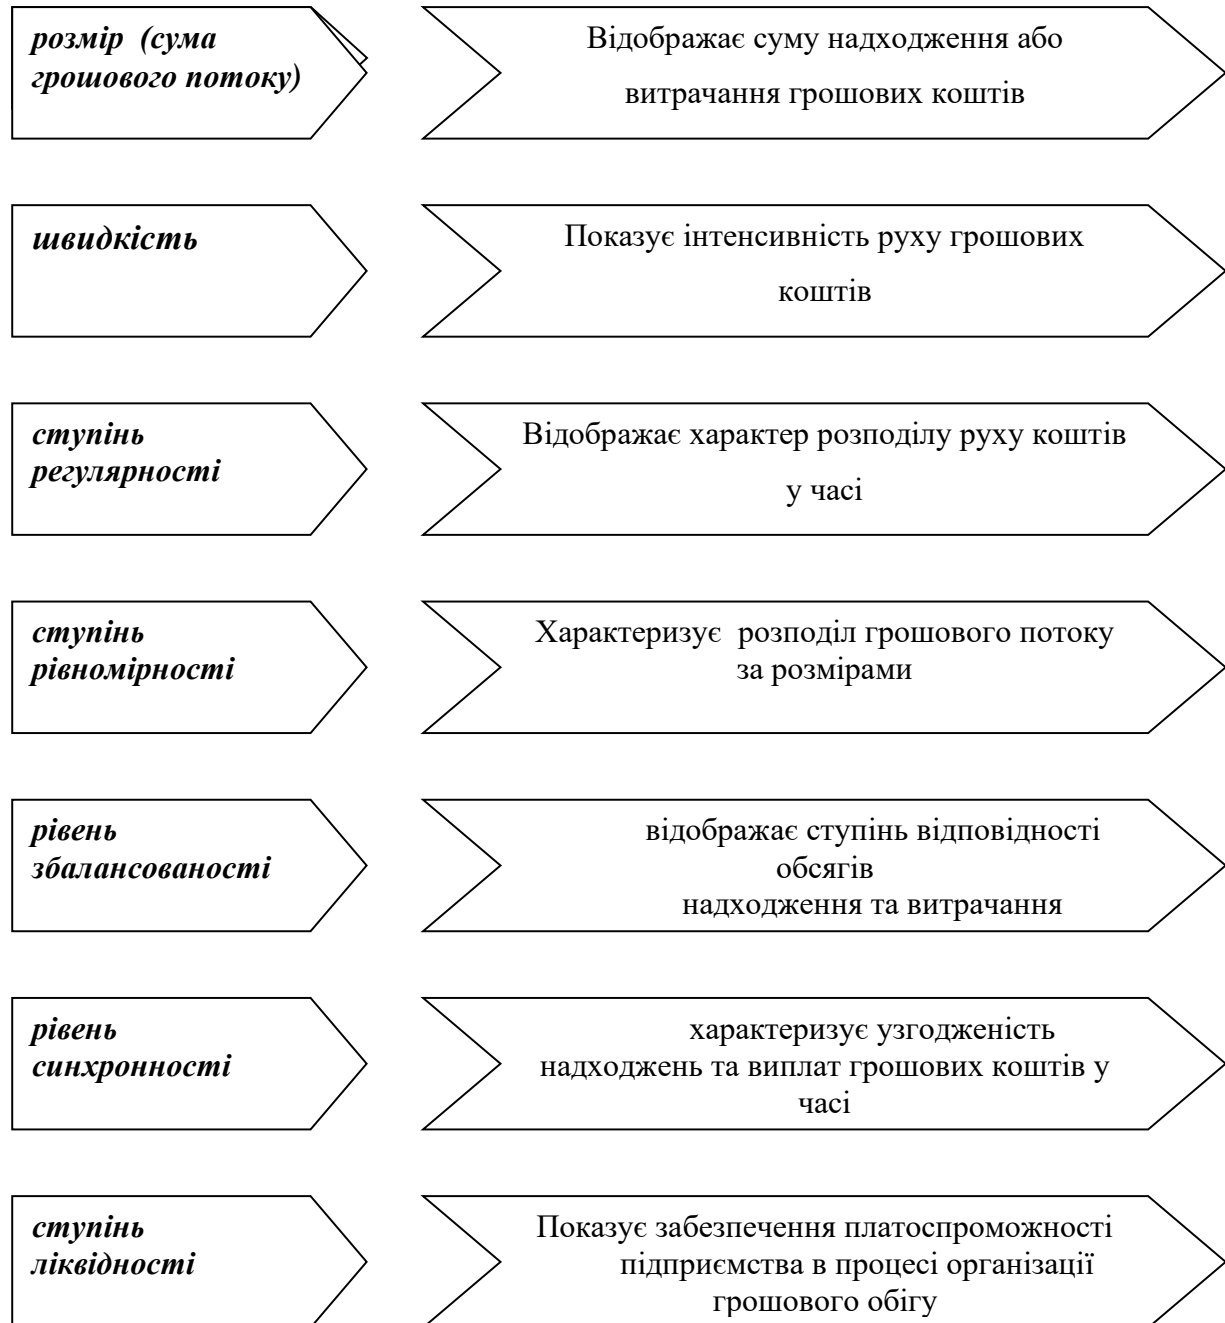 розмір (сума
грошового потоку)
Відображає суму надходження або
витрачання грошових коштів
швидкість
Показує інтенсивність руху грошових
коштів
ступінь
регулярності
Відображає характер розподілу руху коштів
у часі
ступінь
рівномірності
Характеризує розподіл грошового потоку
за розмірами
рівень
збалансованості
відображає ступінь відповідності
обсягів
надходження та витрачання
рівень
синхронності
характеризує узгодженість
надходжень та виплат грошових коштів у
часі
ступінь
ліквідності
Показує забезпечення платоспроможності
підприємства в процесі організації
грошового обігу